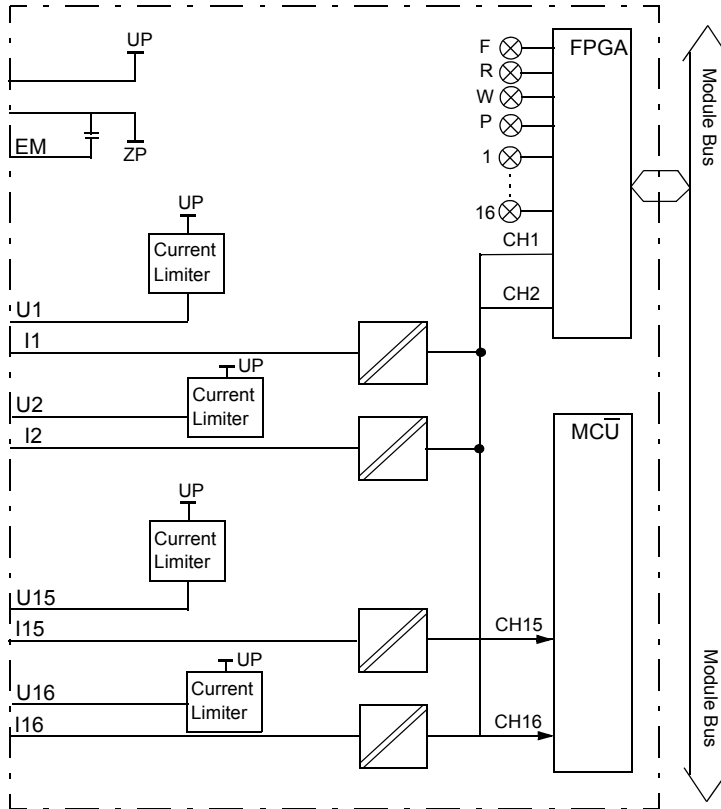 UP
F
FPGA
R
W
P
EM
ZP
1
16
UP
CH1
Current
Limiter
CH2
U1
I1
UP
U2
Current
Limiter
I2
MCU
UP
Current
Limiter
U15
I15
CH15
UP
U16
Current
Limiter
I16
CH16
Module Bus
Module Bus